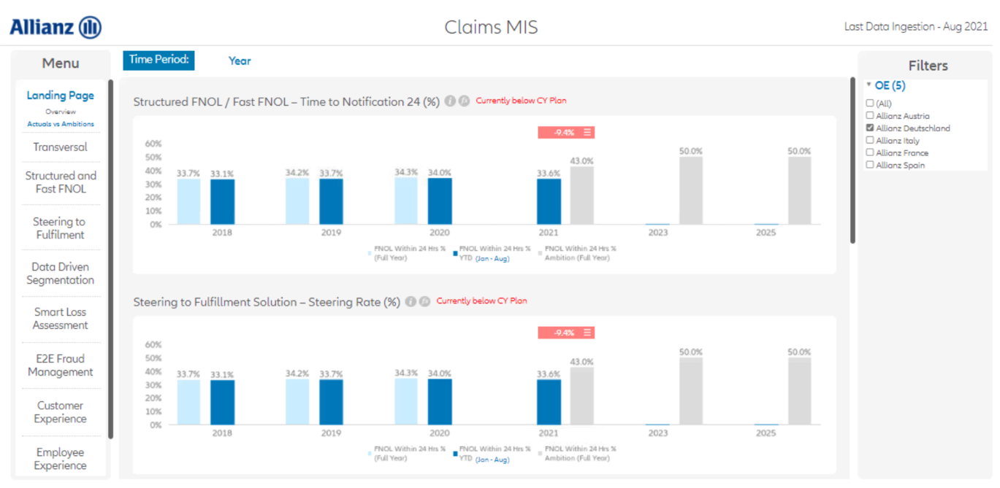 Allianz
Claims MIS
Last Data Ingestion - Aug 2021
Menu
Landing Page
Overview
Actuals vs Ambitions
Transversal
Structured and
Fast FNOL
Steering to
Fulfilment
Data Driven
Segmentation
Smart Loss
Assessment
E2E Fraud
Management
Customer
Experience
Employee
Experience
Time Period:
Year
Structured FNOL / Fast FNOL – Time to Notification 24 (%)
Currently below CY Plan
-9.4%
60%
50%
40%
30%
20%
10%
0%
33.7% 33.1%
34.2% 33.7%
34.3% 34.0%
33.6% 43.0%
50.0%
50.0%
2018 2019 2020 2021 2023 2025
FNOL Within 24 Hrs %
(Full Year)
FNOL Within 24 Hrs %
YTD (Jan - Aug)
FNOL Within 24 Hrs %
Ambition (Full Year)
Steering to Fulfillment Solution – Steering Rate (%)
Currently below CY Plan
-9.4%
60%
50%
40%
30%
20%
10%
0%
33.7% 33.1%
34.2% 33.7%
34.3% 34.0%
33.6% 43.0%
50.0%
50.0%
2018 2019 2020 2021 2023 2025
FNOL Within 24 Hrs %
(Full Year)
FNOL Within 24 Hrs %
YTD (Jan - Aug)
FNOL Within 24 Hrs %
Ambition (Full Year)
Filters
OE (5)
(All)
Allianz Austria
Allianz Deutschland
Allianz Italy
Allianz France
Allianz Spain